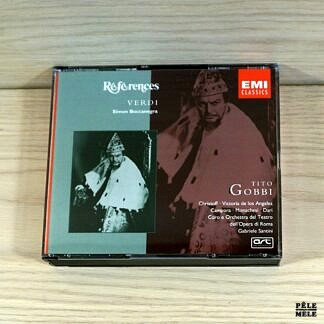 Références
VERDI
Simon Boccanegra
EMI
CLASSICS
TITO
GOBBI
Christoff · Victoria de los Angeles
Campora · Monachesi · Dari
Coro e Orchestra del Teatro
dell'Opera di Roma
Gabriele Santini
art
PÊLE
MÊLE